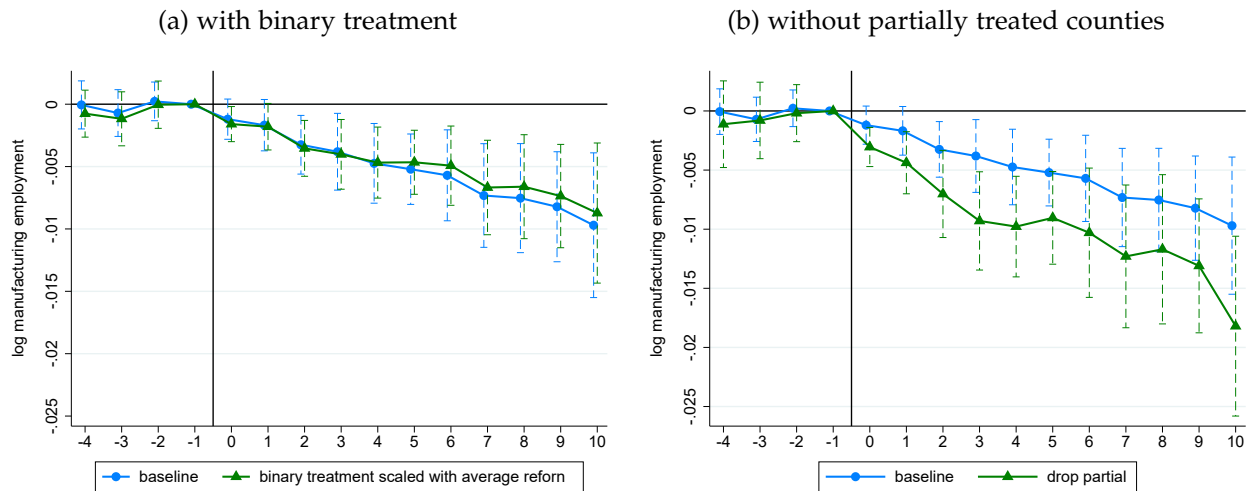 (a) with binary treatment
0
-.005
-.01
-.015
-.02
-.025
log manufacturing employment
-4 -3 -2 -1 0 1 2 3 4 5 6 7 8 9 10
baseline binary treatment scaled with average reforn
(b) without partially treated counties
0
-.005
-.01
-.015
-.02
-.025
log manufacturing employment
-4 -3 -2 -1 0 1 2 3 4 5 6 7 8 9 10
baseline drop partial